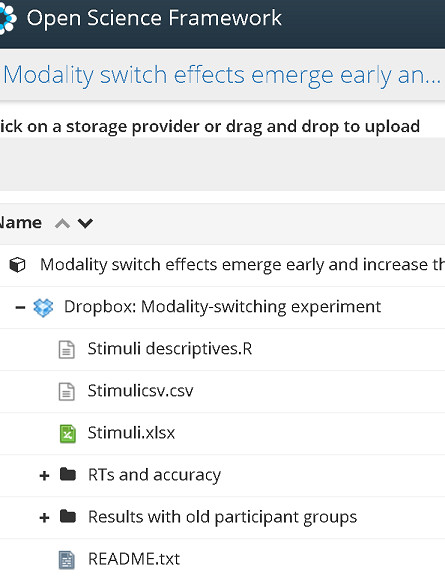 Open Science Framework
Modality switch effects emerge early an...
ick on a storage provider or drag and drop to upload
Name
Modality switch effects emerge early and increase th
Dropbox: Modality-switching experiment
Stimuli descriptives.R
Stimulicsv.csv
Stimuli.xlsx
RTs and accuracy
Results with old participant groups
README.txt